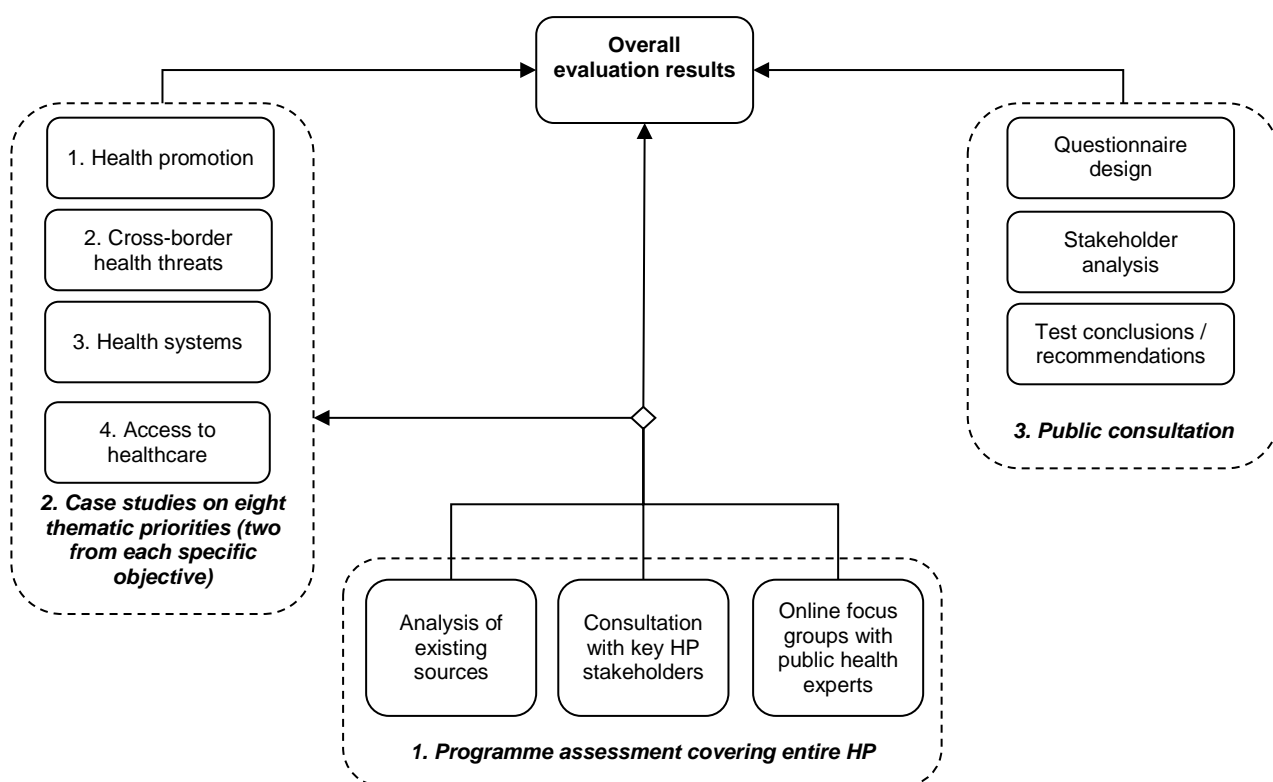 Overall
evaluation results
1. Health promotion
2. Cross-border
health threats
3. Health systems
4. Access to
healthcare
2. Case studies on eight
thematic priorities (two
from each specific
objective)
Questionnaire
design
Stakeholder
analysis
Test conclusions /
recommendations
3. Public consultation
Analysis of
existing
sources
Consultation
with key HP
stakeholders
Online focus
groups with
public health
experts
1. Programme assessment covering entire HP